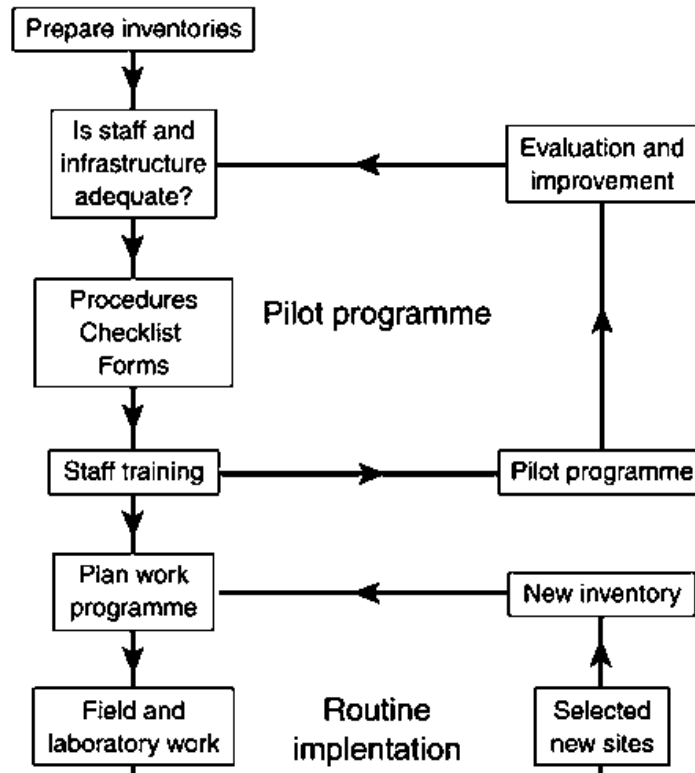 Prepare inventories
Is staff and
infrastructure
adequate?
Evaluation and
improvement
Procedures
Checklist
Forms
Pilot programme
Staff training
Pilot programme
Plan work
programme
New inventory
Field and
laboratory work
Routine
implentation
Selected
new sites